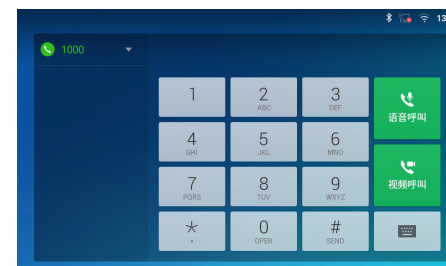 13
1000
1
2
ABC
3
DEF
语音呼叫
4
GHI
5
JKL
6
MNO
7
PQRS
8
TUV
9
WXYZ
视频呼叫
*
.
0
OPER
#
SEND